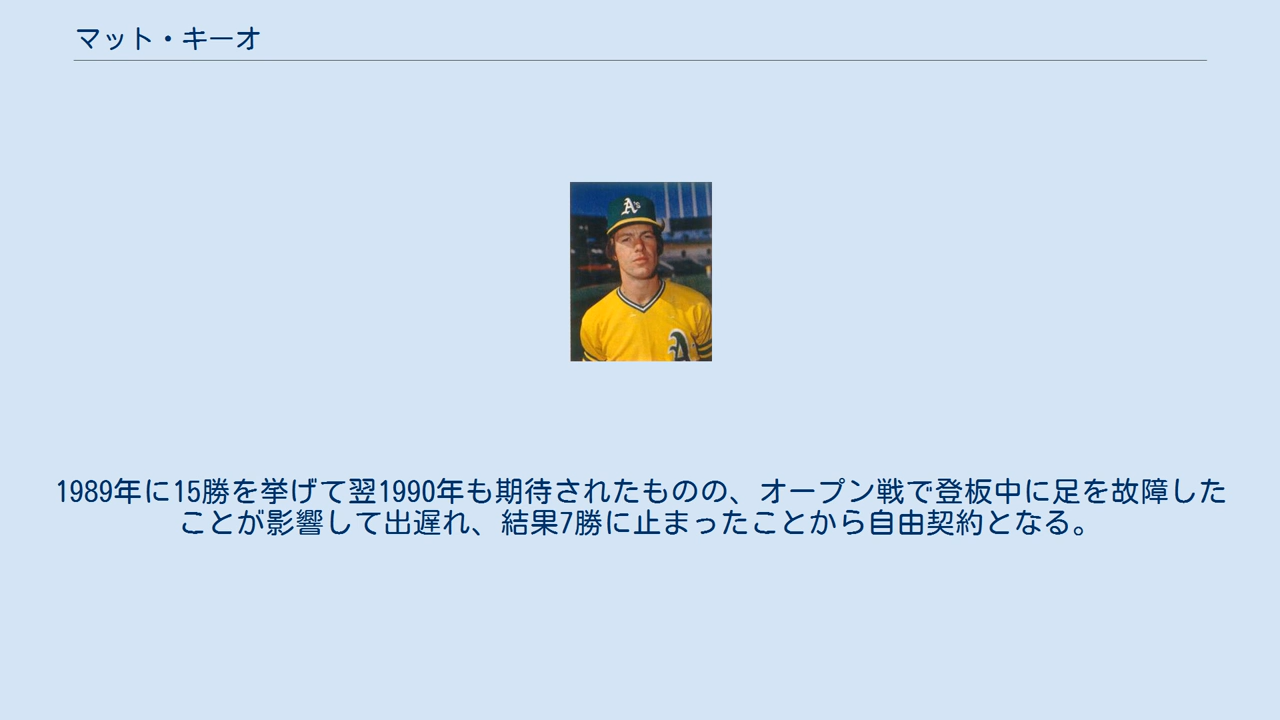 マット・キーオ
A's
A
1989年に15勝を挙げて翌1990年も期待されたものの、オープン戦で登板中に足を故障した
ことが影響して出遅れ、結果7勝に止まったことから自由契約となる。